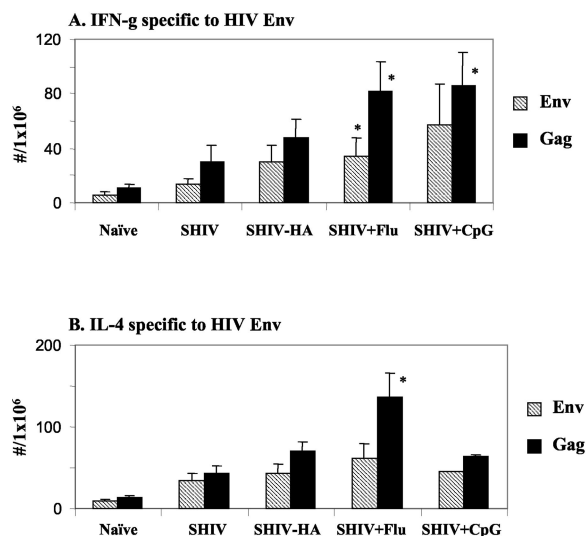 A. IFN-g specific to HIV Env
120
80
40
0
#/1x10⁶
* * *
Naïve SHIV SHIV-HA SHIV+Flu SHIV+CpG
Env
Gag
B. IL-4 specific to HIV Env
200
100
0
#/1x10⁶
*
Naïve SHIV SHIV-HA SHIV+Flu SHIV+CpG
Env
Gag